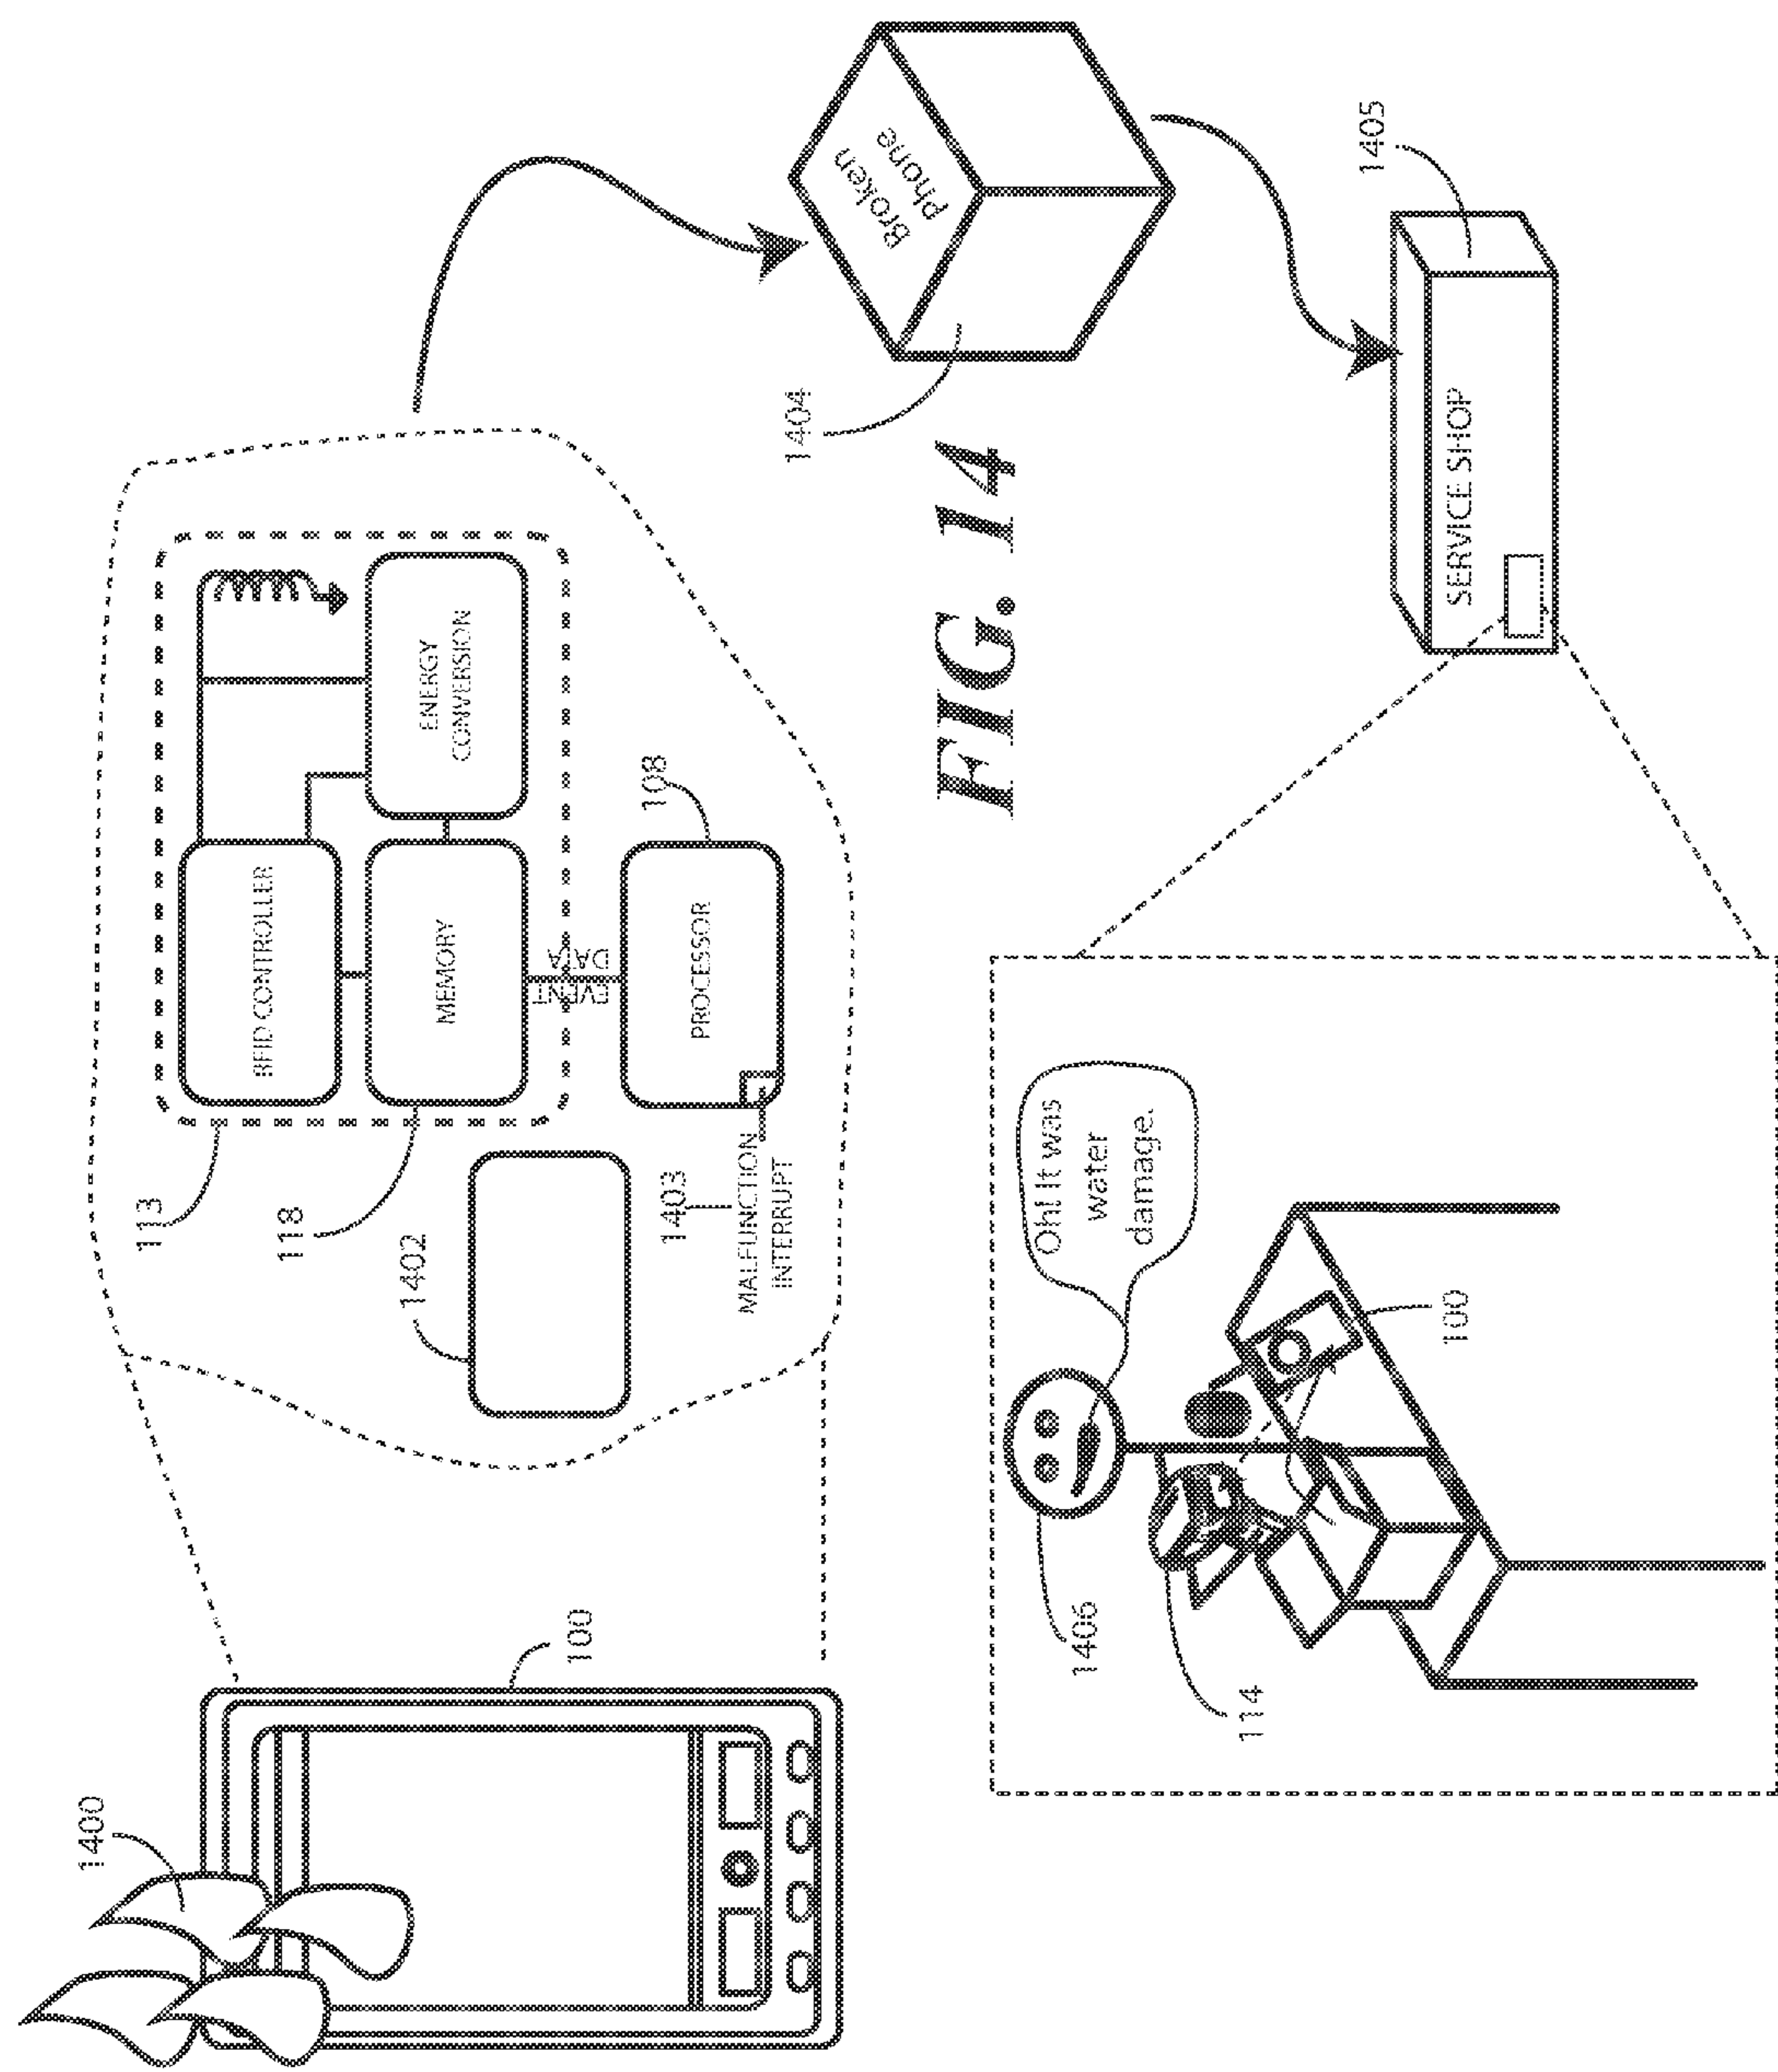 1400
100
113
118
1402
1403
MALFUNCTION
INTERRUPT
RFID CONTROLLER
MEMORY
ENERGY
CONVERSION
EVENT
DATA
PROCESSOR
108
1404
Broken
Phone
FIG. 14
1405
SERVICE SHOP
1406
114
100
Oh! It was
water
damage.